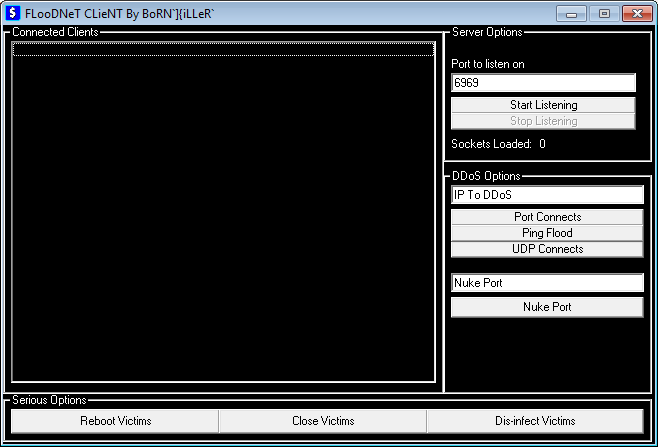 FLooDNeT CLieNT By BoRN`}{iLLeR`
Connected Clients
Server Options
Port to listen on
6969
Start Listening
Stop Listening
Sockets Loaded: 0
DDoS Options
IP To DDoS
Port Connects
Ping Flood
UDP Connects
Nuke Port
Nuke Port
Serious Options
Reboot Victims
Close Victims
Dis-infect Victims